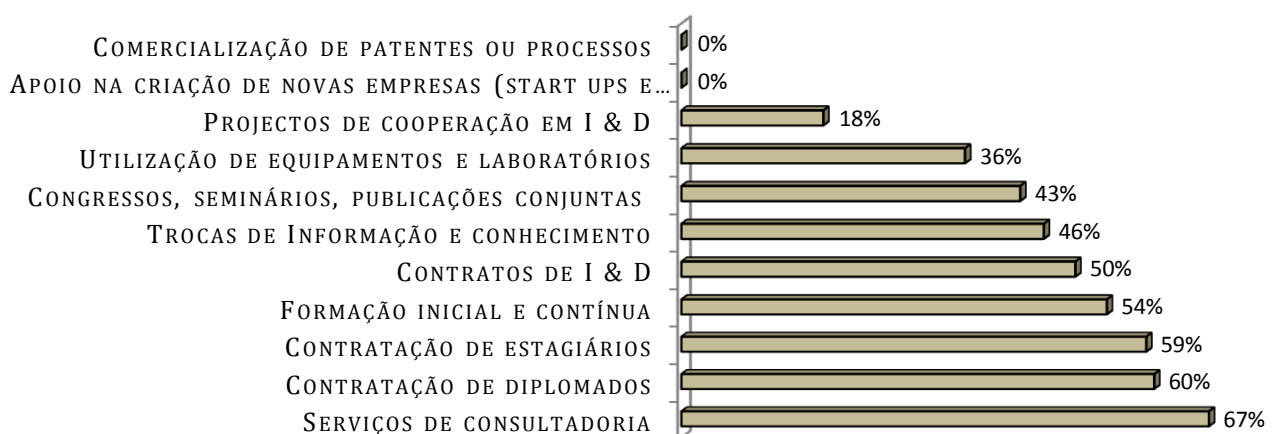 COMERCIALIZAÇÃO DE PATENTES OU PROCESSOS 0%
APOIO NA CRIAÇÃO DE NOVAS EMPRESAS (START UPS E... 0%
PROJECTOS DE COOPERAÇÃO EM I & D 18%
UTILIZAÇÃO DE EQUIPAMENTOS E LABORATÓRIOS 36%
CONGRESSOS, SEMINÁRIOS, PUBLICAÇÕES CONJUNTAS 43%
TROCAS DE INFORMAÇÃO E CONHECIMENTO 46%
CONTRATOS DE I & D 50%
FORMAÇÃO INICIAL E CONTÍNUA 54%
CONTRATAÇÃO DE ESTAGIÁRIOS 59%
CONTRATAÇÃO DE DIPLOMADOS 60%
SERVIÇOS DE CONSULTADORIA 67%